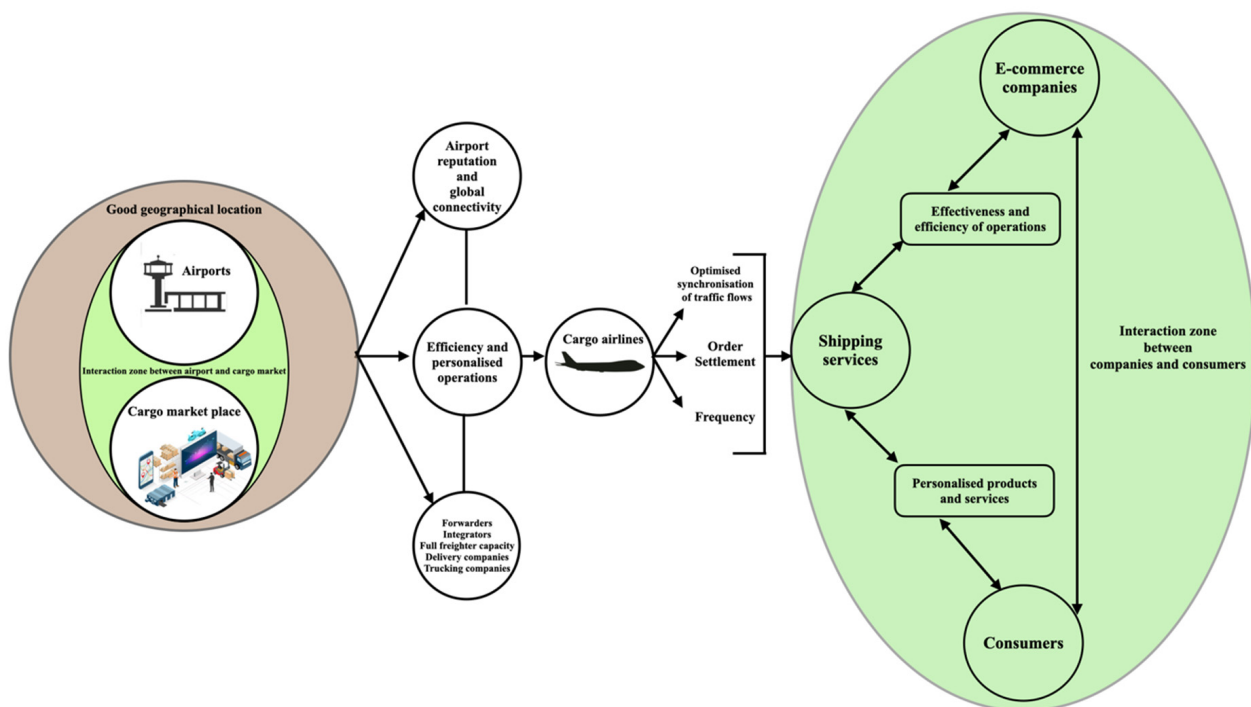 Good geographical location
Airports
Interaction zone between airport and cargo market
Cargo market place
Airport
reputation
and
global
connectivity
Efficiency and
personalised
operations
Forwarders
Integrators
Full freighter capacity
Delivery companies
Trucking companies
Cargo airlines
Optimised
synchronisation
of traffic flows
Order
Settlement
Frequency
Shipping
services
E-commerce
companies
Effectiveness and
efficiency of operations
Personalised products
and services
Consumers
Interaction zone
between
companies and consumers